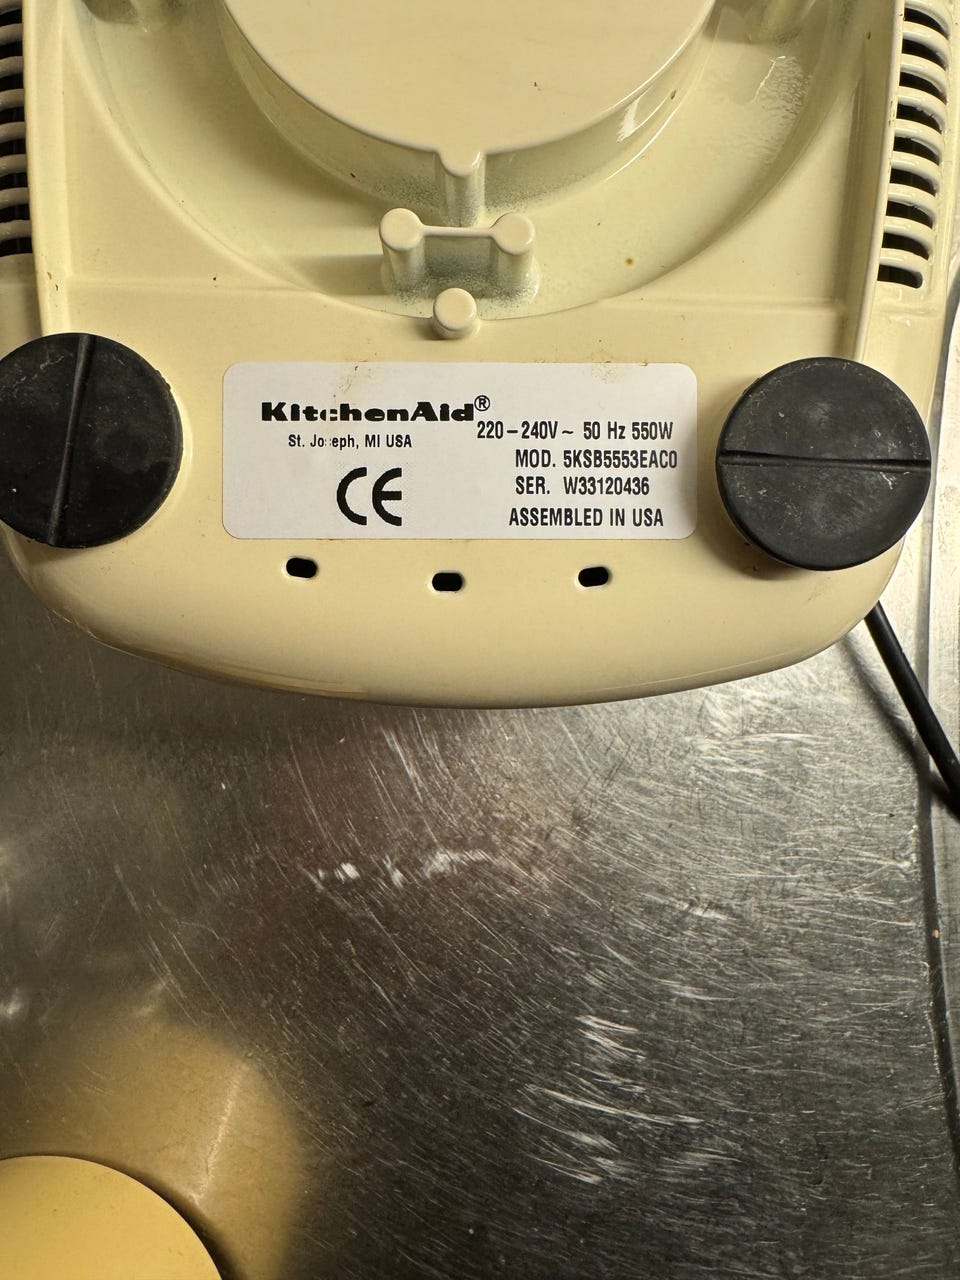 KitchenAid®
St. Joseph, MI USA
220-240V~ 50 Hz 550W
MOD. 5KSB5553EAC0
SER. W33120436
CE
ASSEMBLED IN USA